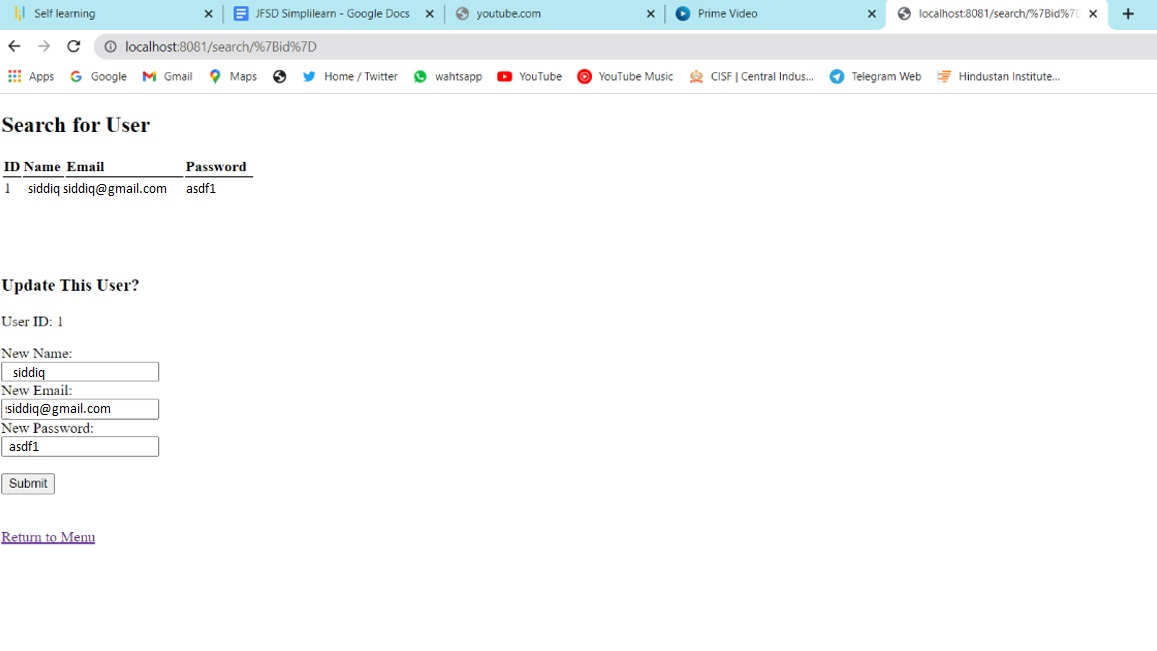 Self learning JFSD Simplilearn - Google Docs youtube.com Prime Video localhost:8081/search/%7Bid%7D
localhost:8081/search/%7Bid%7D
Apps Google Gmail Maps Home / Twitter wahtsapp YouTube YouTube Music CISF | Central Indus... Telegram Web Hindustan Institute...
Search for User
ID Name Email Password
1 siddiq siddiq@gmail.com asdf1
Update This User?
User ID: 1
New Name:
siddiq
New Email:
siddiq@gmail.com
New Password:
asdf1
Submit
Return to Menu